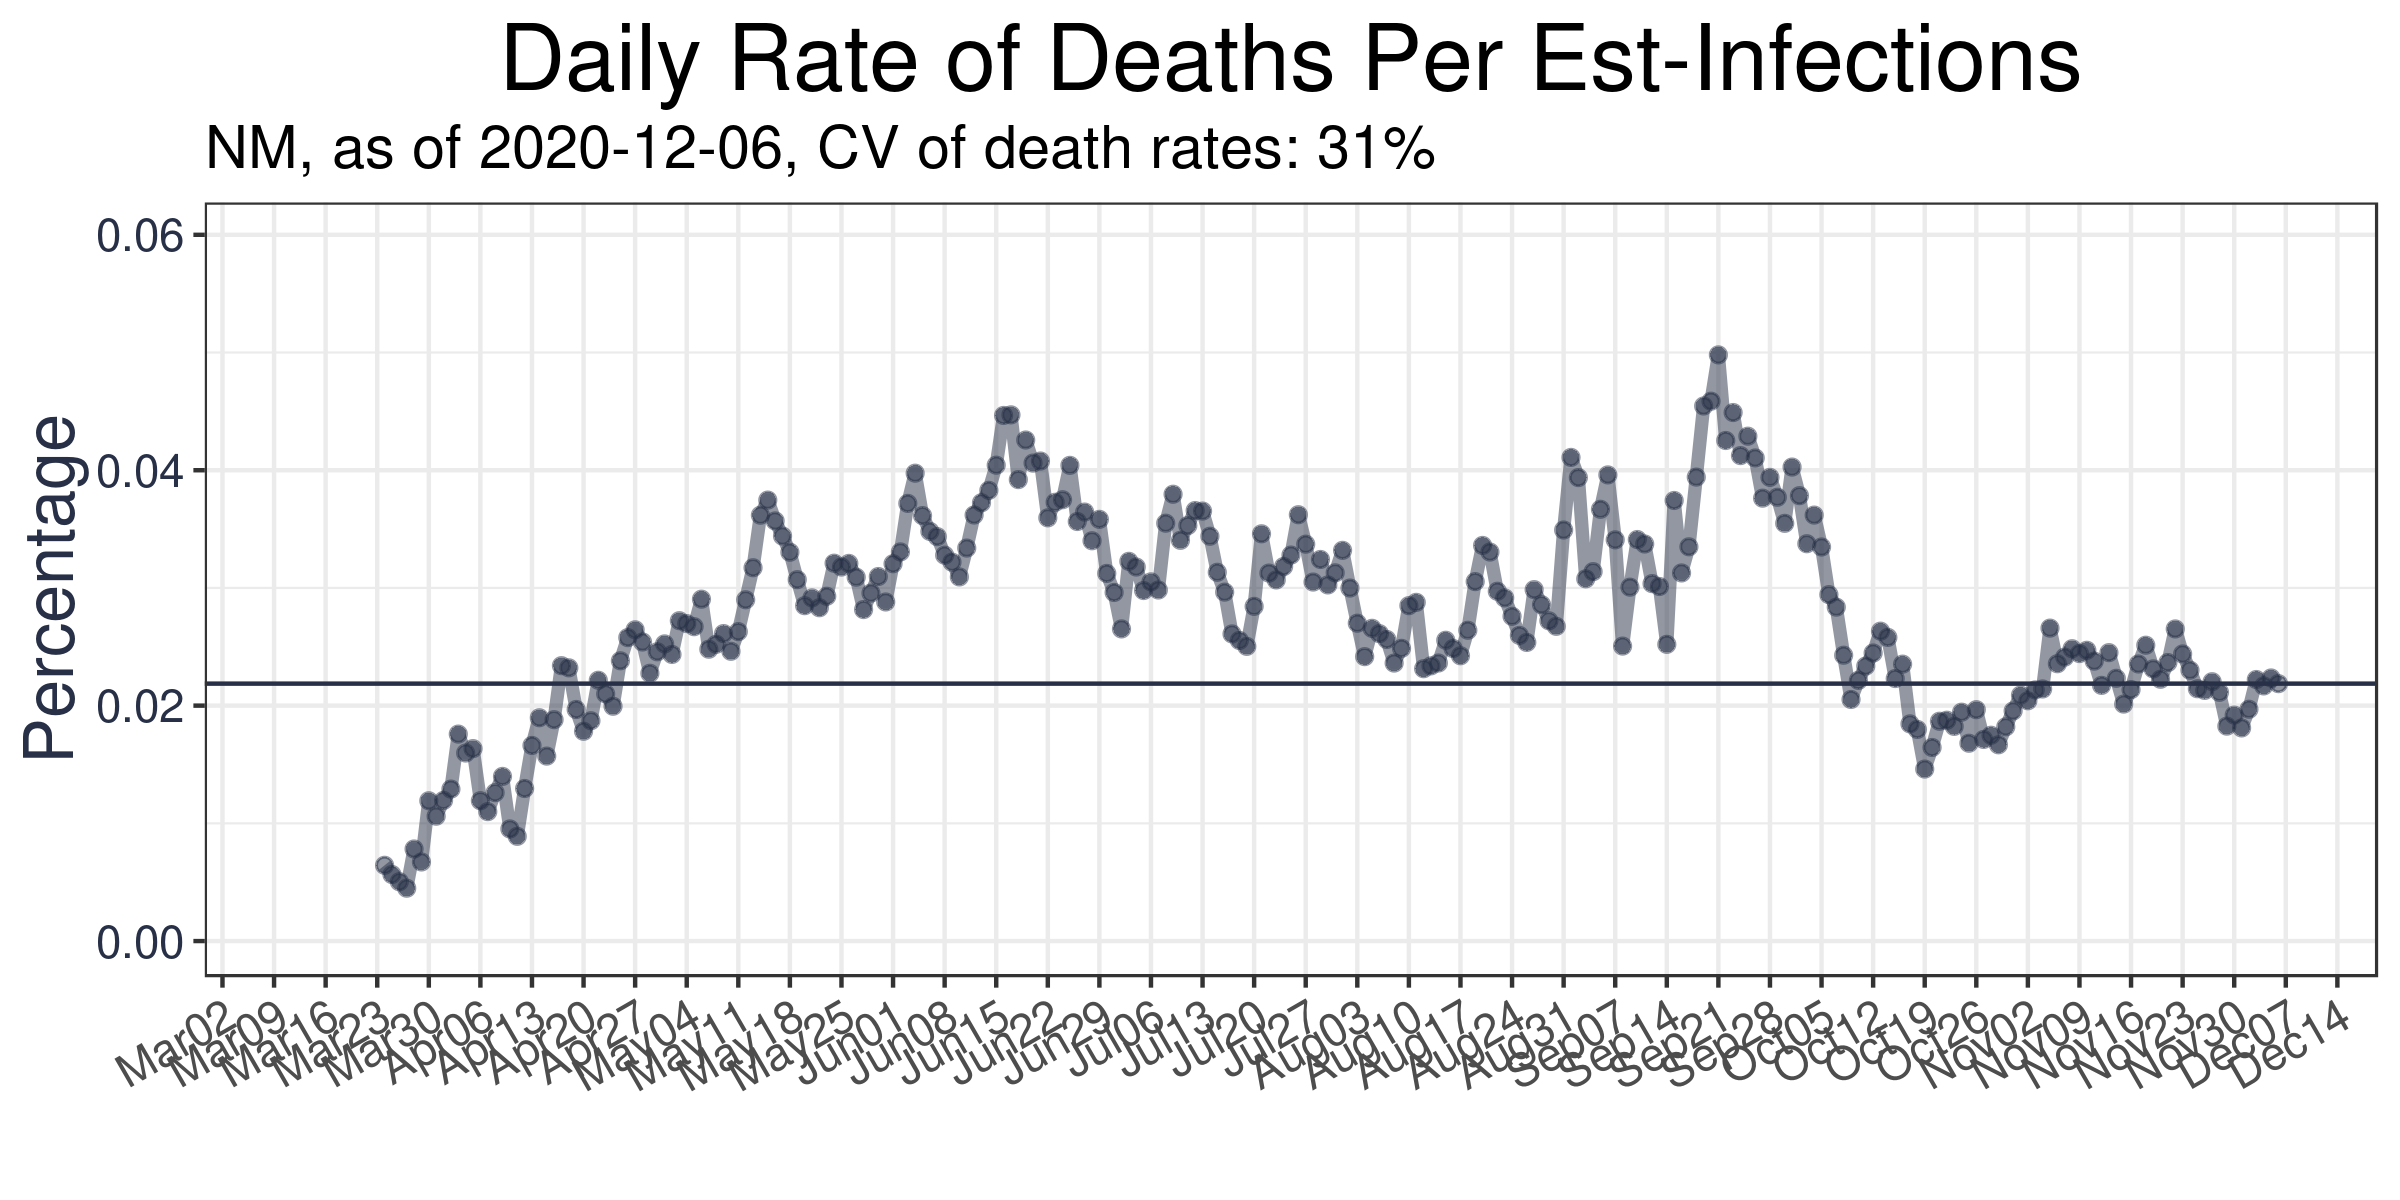 Daily Rate of Deaths Per Est-Infections
NM, as of 2020-12-06, CV of death rates: 31%
Percentage
0.06
0.04
0.02
0.00
Mar02
Mar09
Mar16
Mar23
Mar30
Apr06
Apr13
Apr20
Apr27
May04
May11
May18
May25
Jun01
Jun08
Jun15
Jun22
Jun29
Jul06
Jul13
Jul20
Jul27
Aug03
Aug10
Aug17
Aug24
Aug31
Sep07
Sep14
Sep21
Sep28
Oct05
Oct12
Oct19
Oct26
Nov02
Nov09
Nov16
Nov23
Nov30
Dec07
Dec14